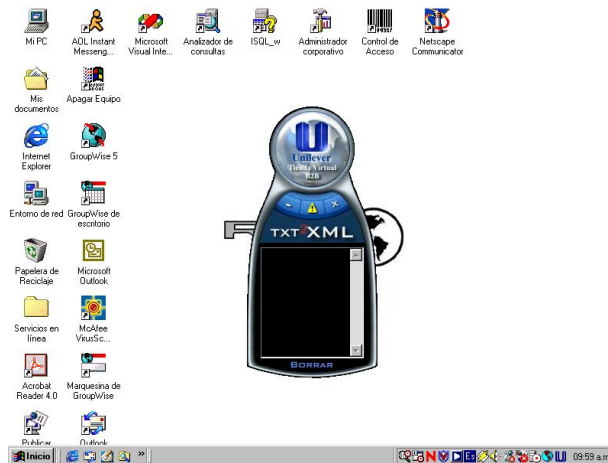 Mi PC
AOL Instant
Messeng...
Microsoft
Visual Inte...
Analizador de
consultas
ISQL_w
Administrador
corporativo
Control de
Acceso
Netscape
Communicator
Mis
documentos
Apagar Equipo
Internet
Explorer
GroupWise 5
Entorno de red
GroupWise de
escritorio
Papelera de
Reciclaje
Microsoft
Outlook
Servicios en
línea
McAfee
VirusSc...
Acrobat
Reader 4.0
Marquesina de
GroupWise
Publicar
Outlook
Unilever
Tienda Virtual
B2B
TXT2XML
BORRAR
Inicio
»
Es
09:59 a.m